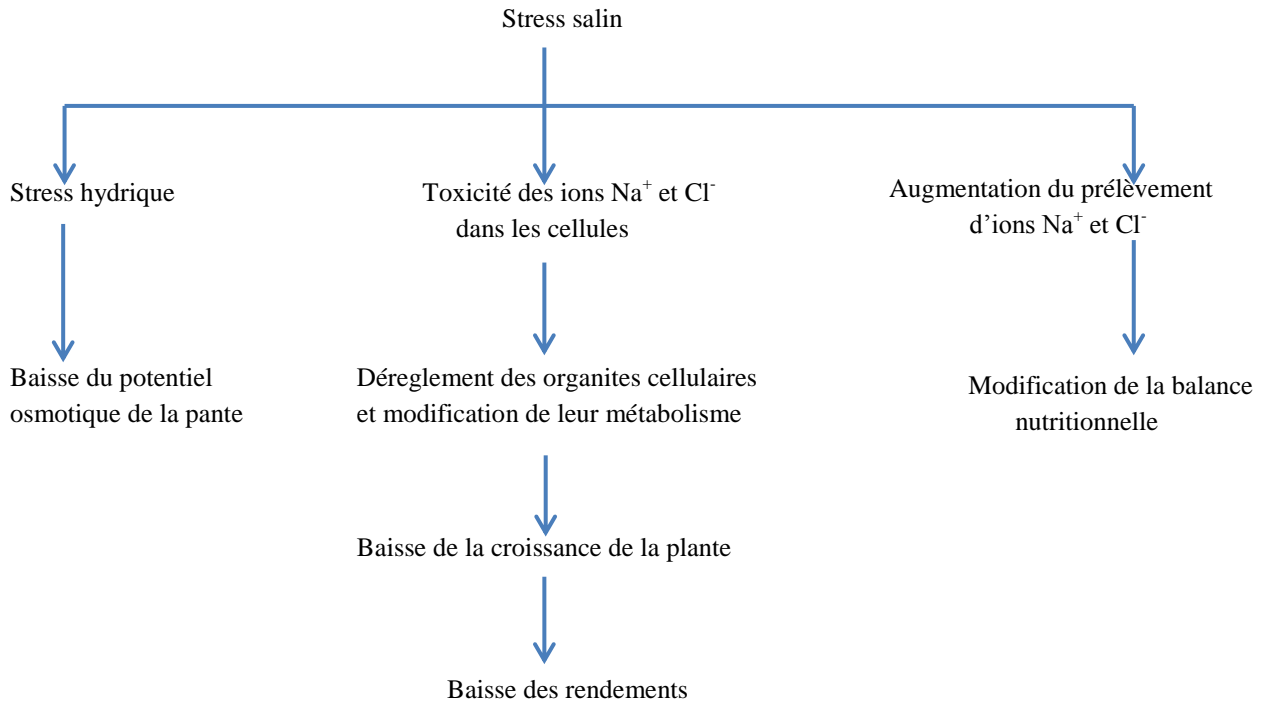 Stress salin
Stress hydrique
Toxicité des ions Na⁺ et Cl⁻
dans les cellules
Augmentation du prélèvement
d’ions Na⁺ et Cl⁻
Baisse du potentiel
osmotique de la pante
Déreglement des organites cellulaires
et modification de leur métabolisme
Modification de la balance
nutritionnelle
Baisse de la croissance de la plante
Baisse des rendements